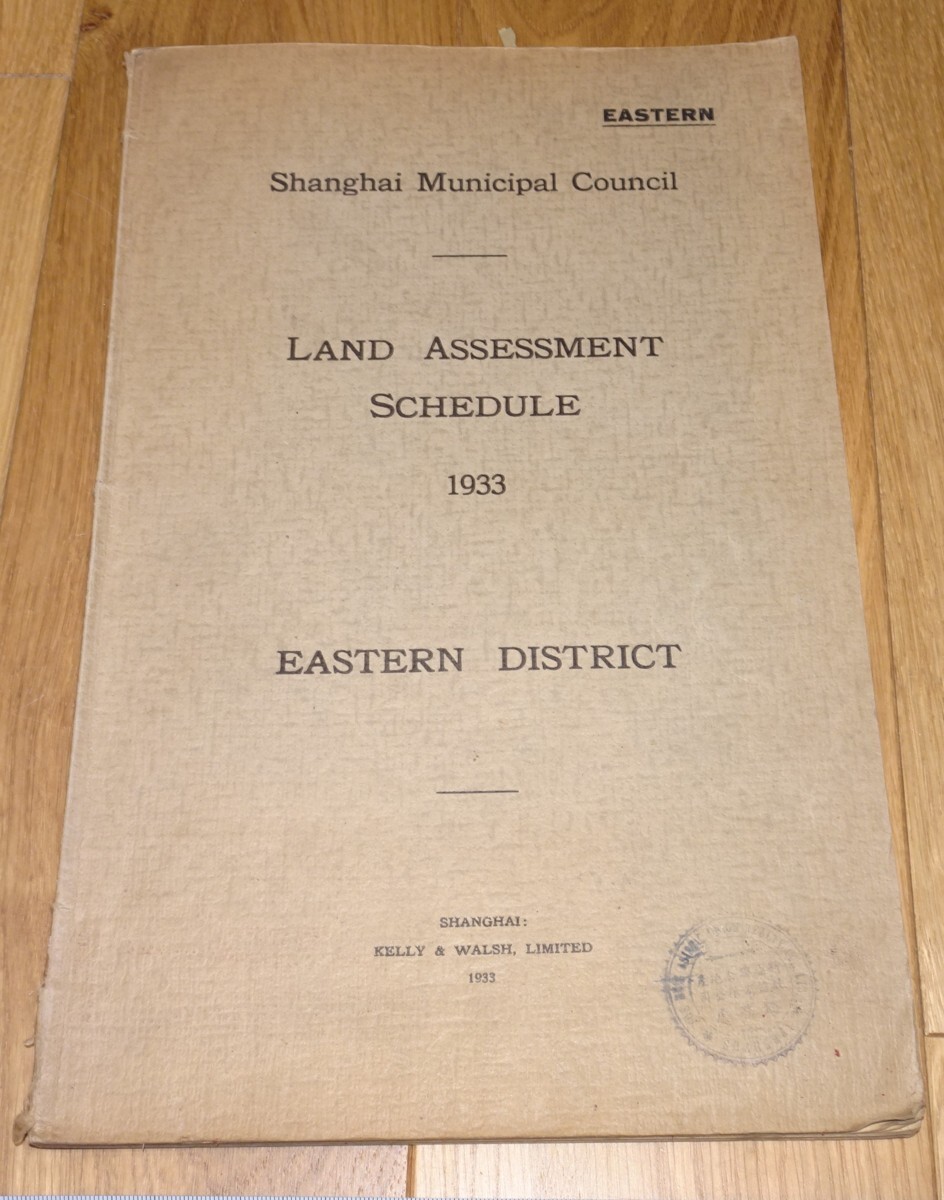 EASTERN
Shanghai Municipal Council
LAND ASSESSMENT
SCHEDULE
1933
EASTERN DISTRICT
SHANGHAI:
KELLY & WALSH, LIMITED
1933